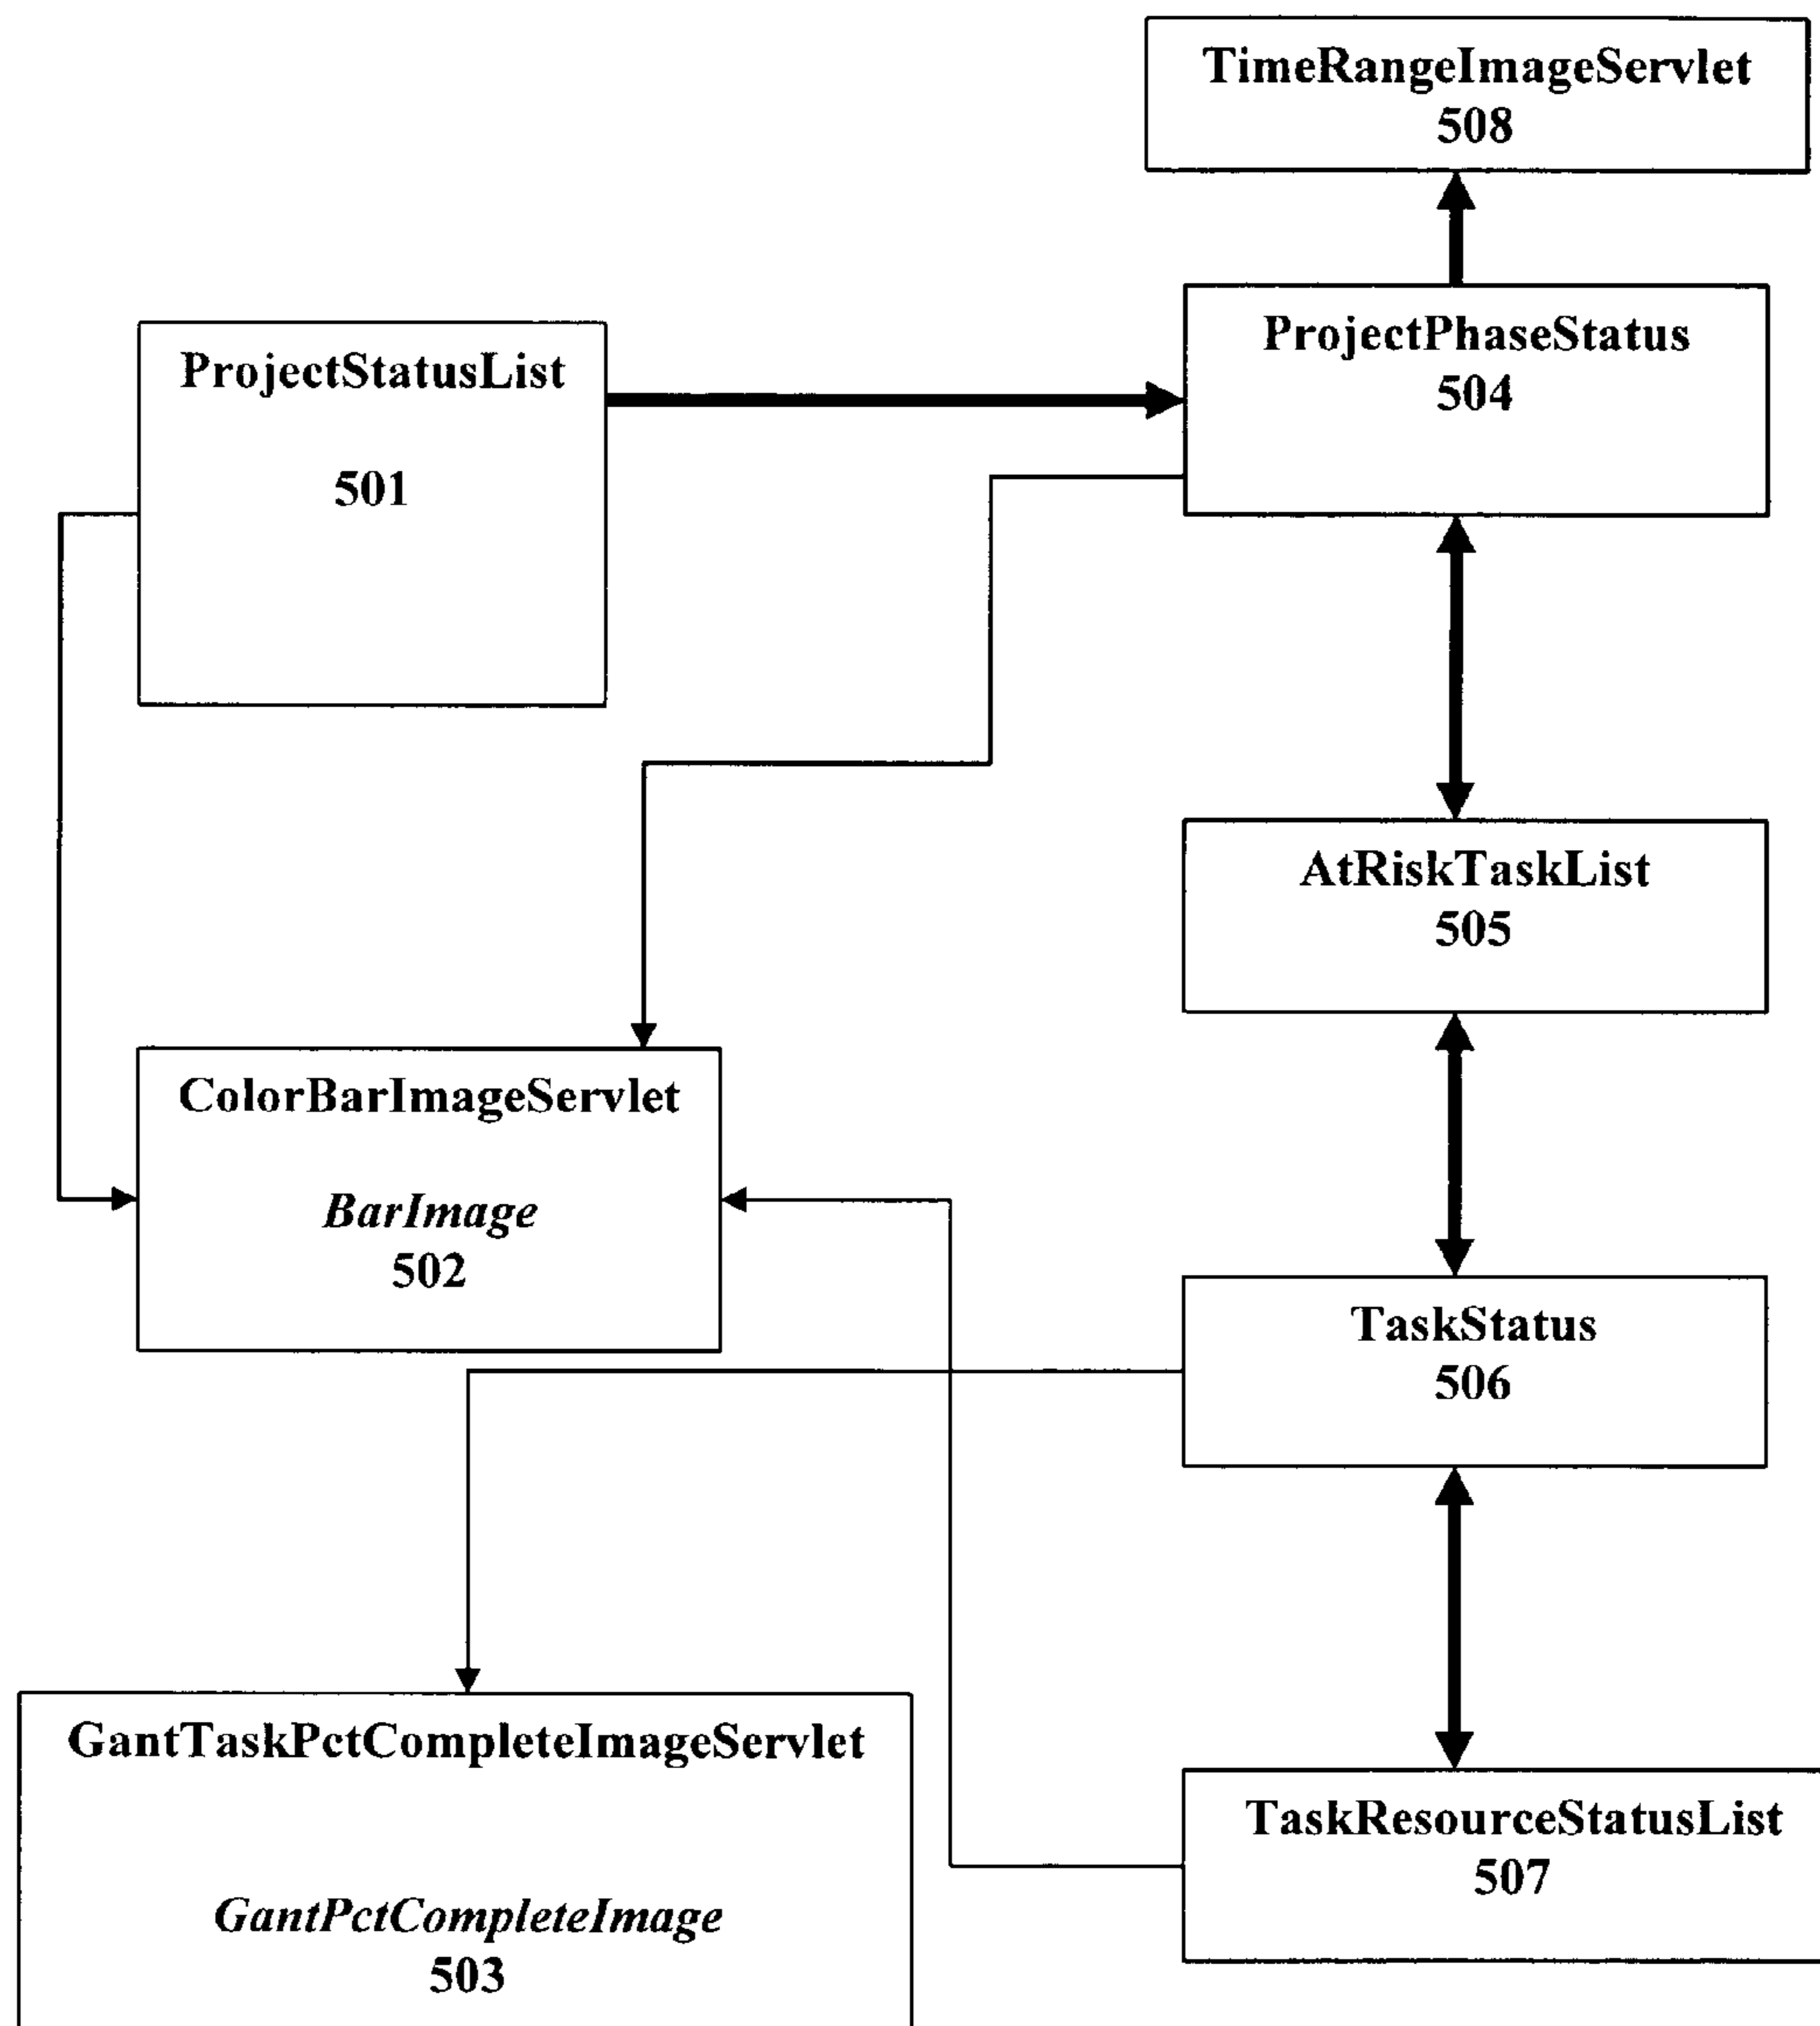 TimeRangeImageServlet
508
ProjectStatusList
501
ProjectPhaseStatus
504
AtRiskTaskList
505
ColorBarImageServlet
BarImage
502
TaskStatus
506
GantTaskPctCompleteImageServlet
GantPctCompleteImage
503
TaskResourceStatusList
507